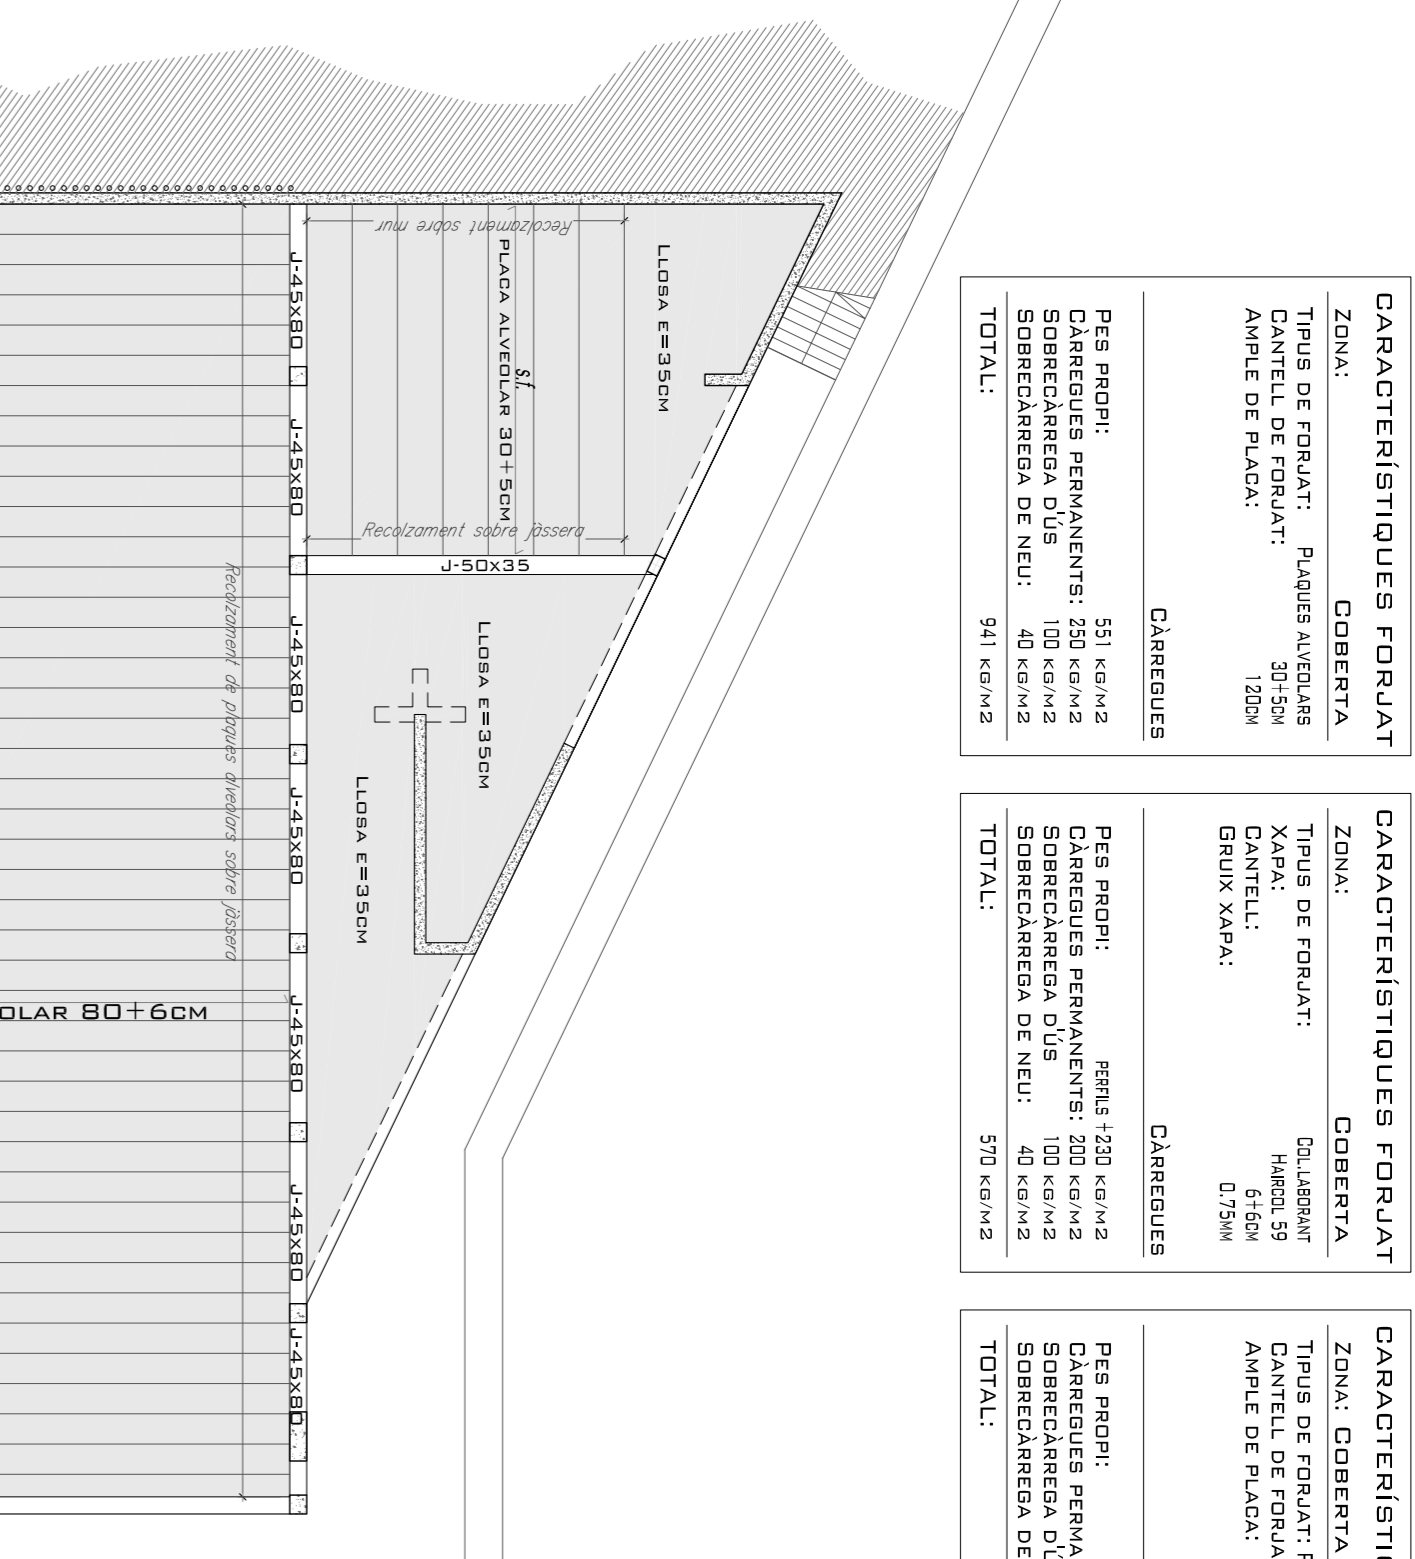 Recolzament sobre mur
PLACA ALVEOLAR 30+5CM
s.f.
LLOSA E=35CM
Recolzament sobre jàssera
J-50x35
J-45x80
J-45x80
J-45x80
J-45x80
J-45x80
J-45x80
J-45x80
LLOSA E=35CM
LLOSA E=35CM
Recolzament de plaques alveolars sobre jàssera
OLAR 80+6CM
CARACTERÍSTIQUES FORJAT
ZONA: COBERTA
TIPUS DE FORJAT: PLAQUES ALVEOLARS
CANTELL DE FORJAT: 30+5CM
AMPLE DE PLACA: 120CM
CÀRREGUES
PES PROPI: 551 KG/M2
CÀRREGUES PERMANENTS: 250 KG/M2
SOBRECÀRREGA D'ÚS 100 KG/M2
SOBRECÀRREGA DE NEU: 40 KG/M2
TOTAL: 941 KG/M2
CARACTERÍSTIQUES FORJAT
ZONA: COBERTA
TIPUS DE FORJAT: COL.LABORANT
XAPA: HAIRCOL 59
CANTELL: 6+6CM
GRUIX XAPA: 0.75MM
CÀRREGUES
PES PROPI: PERFILS +230 KG/M2
CÀRREGUES PERMANENTS: 200 KG/M2
SOBRECÀRREGA D'ÚS 100 KG/M2
SOBRECÀRREGA DE NEU: 40 KG/M2
TOTAL: 570 KG/M2
CARACTERÍSTI
ZONA: COBERTA
TIPUS DE FORJAT:
CANTELL DE FORJA
AMPLE DE PLACA:
PES PROPI:
CÀRREGUES PERMA
SOBRECÀRREGA D'Ú
SOBRECÀRREGA DE
TOTAL: